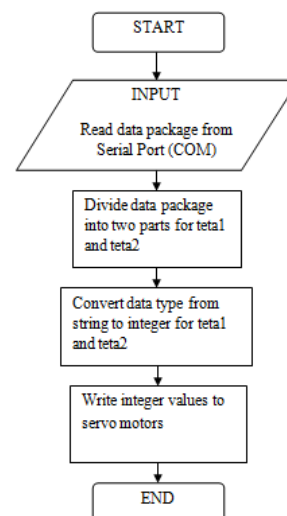 START
INPUT
Read data package from
Serial Port (COM)
Divide data package
into two parts for teta1
and teta2
Convert data type from
string to integer for teta1
and teta2
Write integer values to
servo motors
END